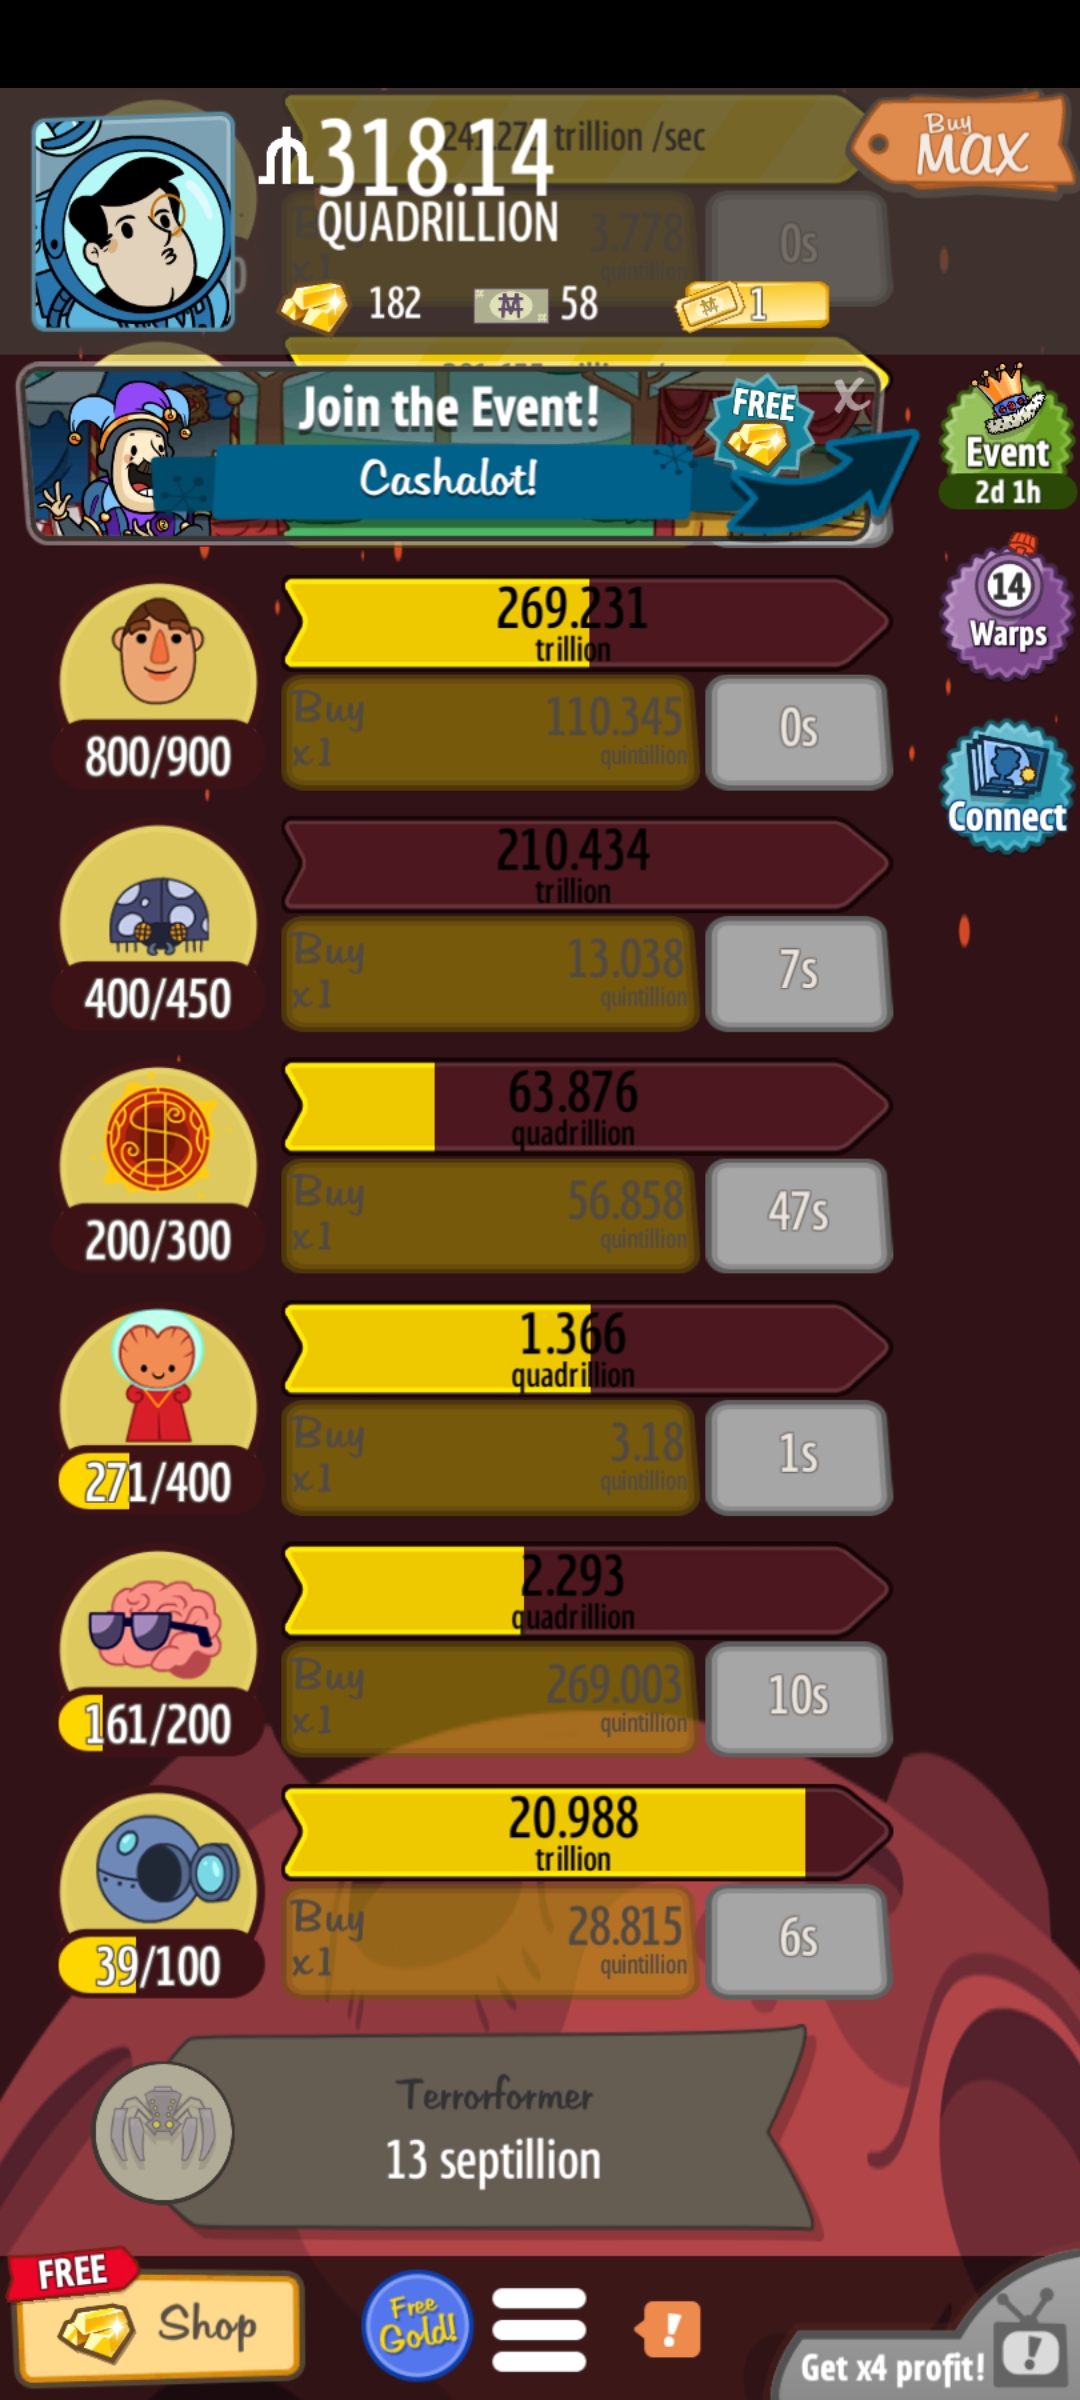 318.14
QUADRILLION
trillion /sec
Buy
MAX
3.778
quintillion
x1
0s
182
58
1
Join the Event!
FREE
X
Cashalot!
Event
2d 1h
14
Warps
Connect
269.231
trillion
800/900
Buy
x1
110.345
quintillion
0s
210.434
trillion
400/450
Buy
x1
13.038
quintillion
7s
63.876
quadrillion
200/300
Buy
x1
56.858
quintillion
47s
1.366
quadrillion
271/400
Buy
x1
3.18
quintillion
1s
2.293
quadrillion
161/200
Buy
x1
269.003
quintillion
10s
20.988
trillion
39/100
Buy
x1
28.815
quintillion
6s
Terrorformer
13 septillion
FREE
Shop
Free
Gold!
!
Get x4 profit!
!